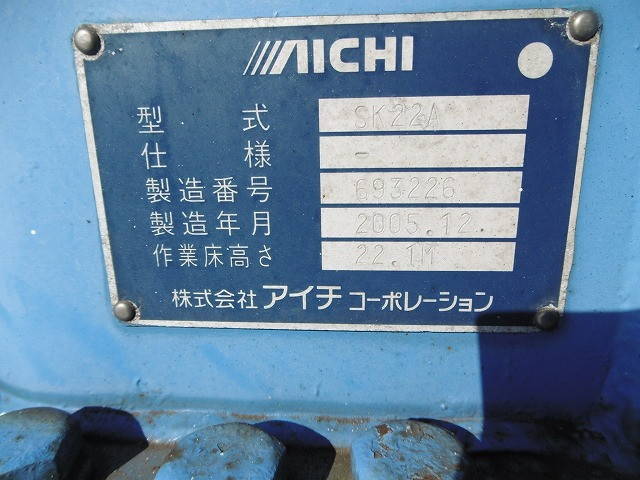 AICHI
型式 SK22A
仕様 -
製造番号 693226
製造年月 2005.12
作業床高さ 22.1M
株式会社 アイチ コーポレーション